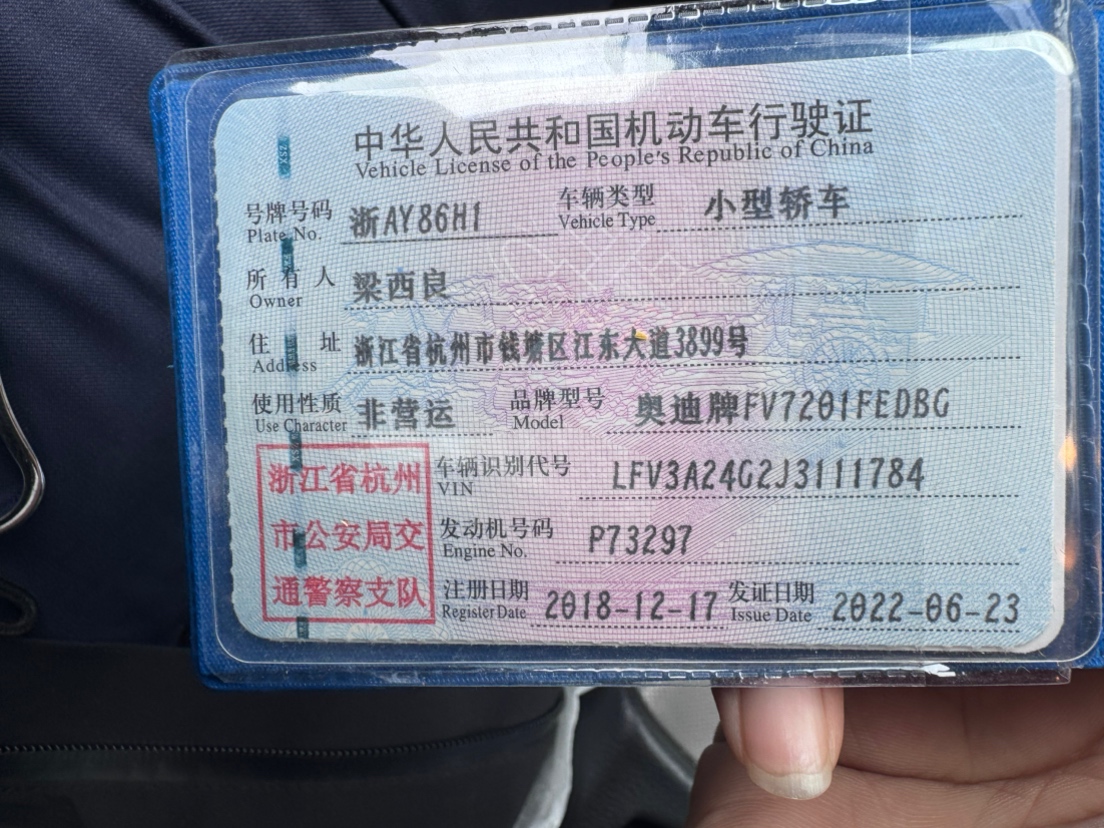 中华人民共和国机动车行驶证
Vehicle License of the People's Republic of China
号牌号码 浙AY86H1 车辆类型 小型轿车
Plate No. Vehicle Type
所有人 梁西良
Owner
住址 浙江省杭州市钱塘区江东大道3899号
Address
使用性质 非营运 品牌型号 奥迪牌FV7201FEDBG
Use Character Model
浙江省杭州
市公安局交
通警察支队
车辆识别代号 LFV3A24G2J3111784
VIN
发动机号码 P73297
Engine No.
注册日期 2018-12-17 发证日期 2022-06-23
Register Date Issue Date